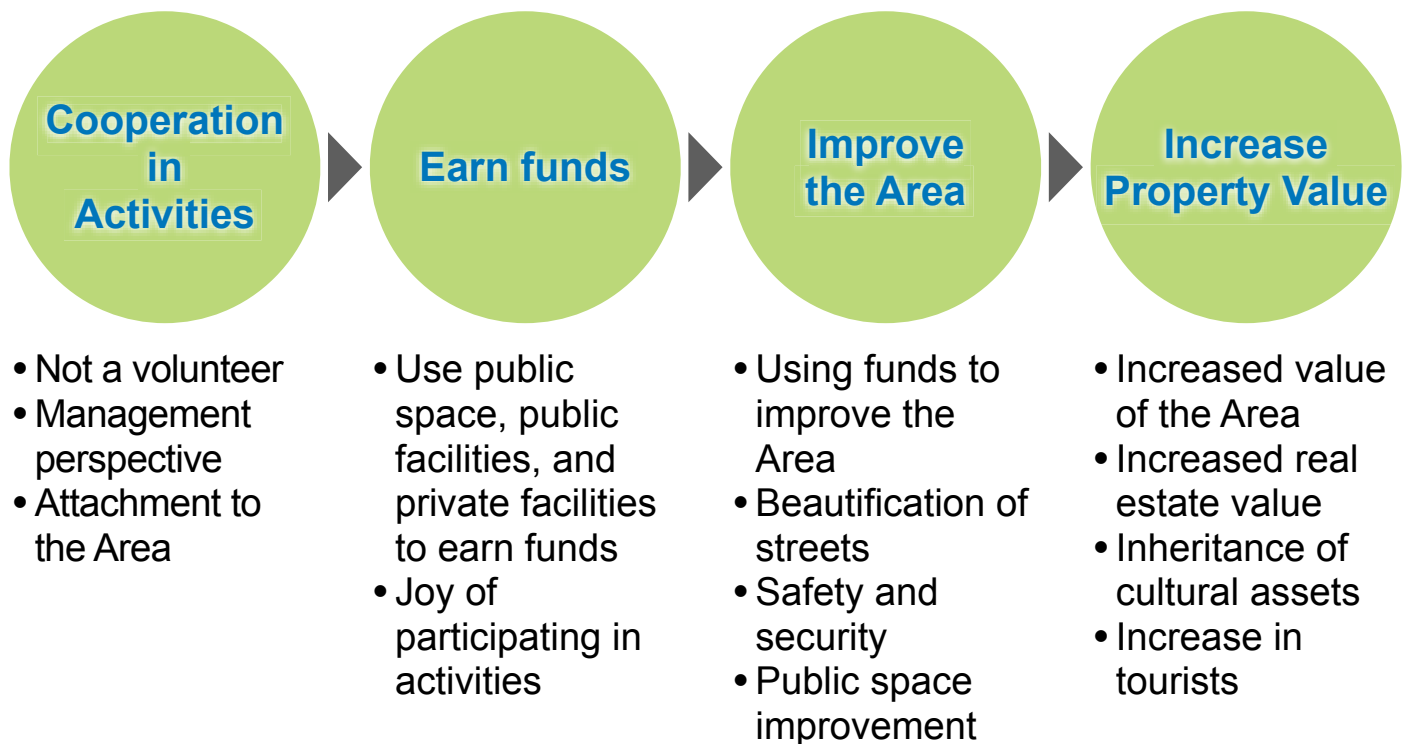 Cooperation
in
Activities
Earn funds
Improve
the Area
Increase
Property Value
• Not a volunteer
• Management
perspective
• Attachment to
the Area
• Use public
space, public
facilities, and
private facilities
to earn funds
• Joy of
participating in
activities
• Using funds to
improve the
Area
• Beautification of
streets
• Safety and
security
• Public space
improvement
• Increased value
of the Area
• Increased real
estate value
• Inheritance of
cultural assets
• Increase in
tourists